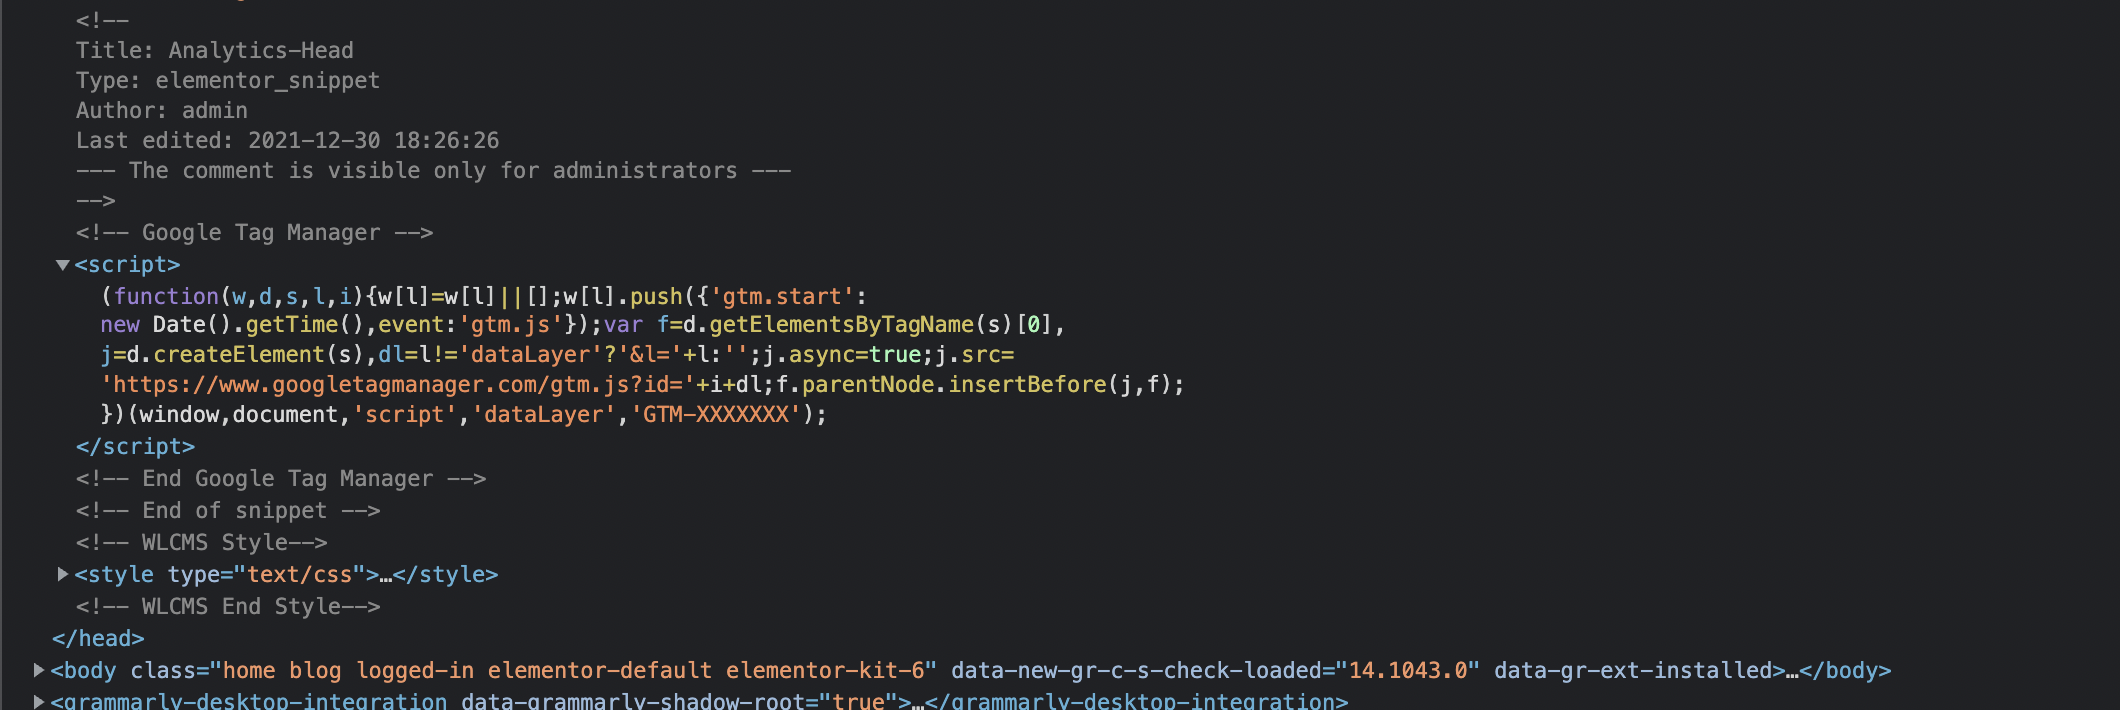 <!--
Title: Analytics-Head
Type: elementor_snippet
Author: admin
Last edited: 2021-12-30 18:26:26
--- The comment is visible only for administrators ---
-->
<!-- Google Tag Manager -->
▼<script>
(function(w,d,s,l,i){w[l]=w[l]||[];w[l].push({'gtm.start':
new Date().getTime(),event:'gtm.js'});var f=d.getElementsByTagName(s)[0],
j=d.createElement(s),dl=l!='dataLayer'?'&l='+l:'';j.async=true;j.src=
'https://www.googletagmanager.com/gtm.js?id='+i+dl;f.parentNode.insertBefore(j,f);
})(window,document,'script','dataLayer','GTM-XXXXXXX');
</script>
<!-- End Google Tag Manager -->
<!-- End of snippet -->
<!-- WLCMS Style-->
▶<style type="text/css">…</style>
<!-- WLCMS End Style-->
</head>
▶<body class="home blog logged-in elementor-default elementor-kit-6" data-new-gr-c-s-check-loaded="14.1043.0" data-gr-ext-installed>…</body>
▶<grammarly-desktop-integration data-grammarly-shadow-root="true">…</grammarly-desktop-integration>